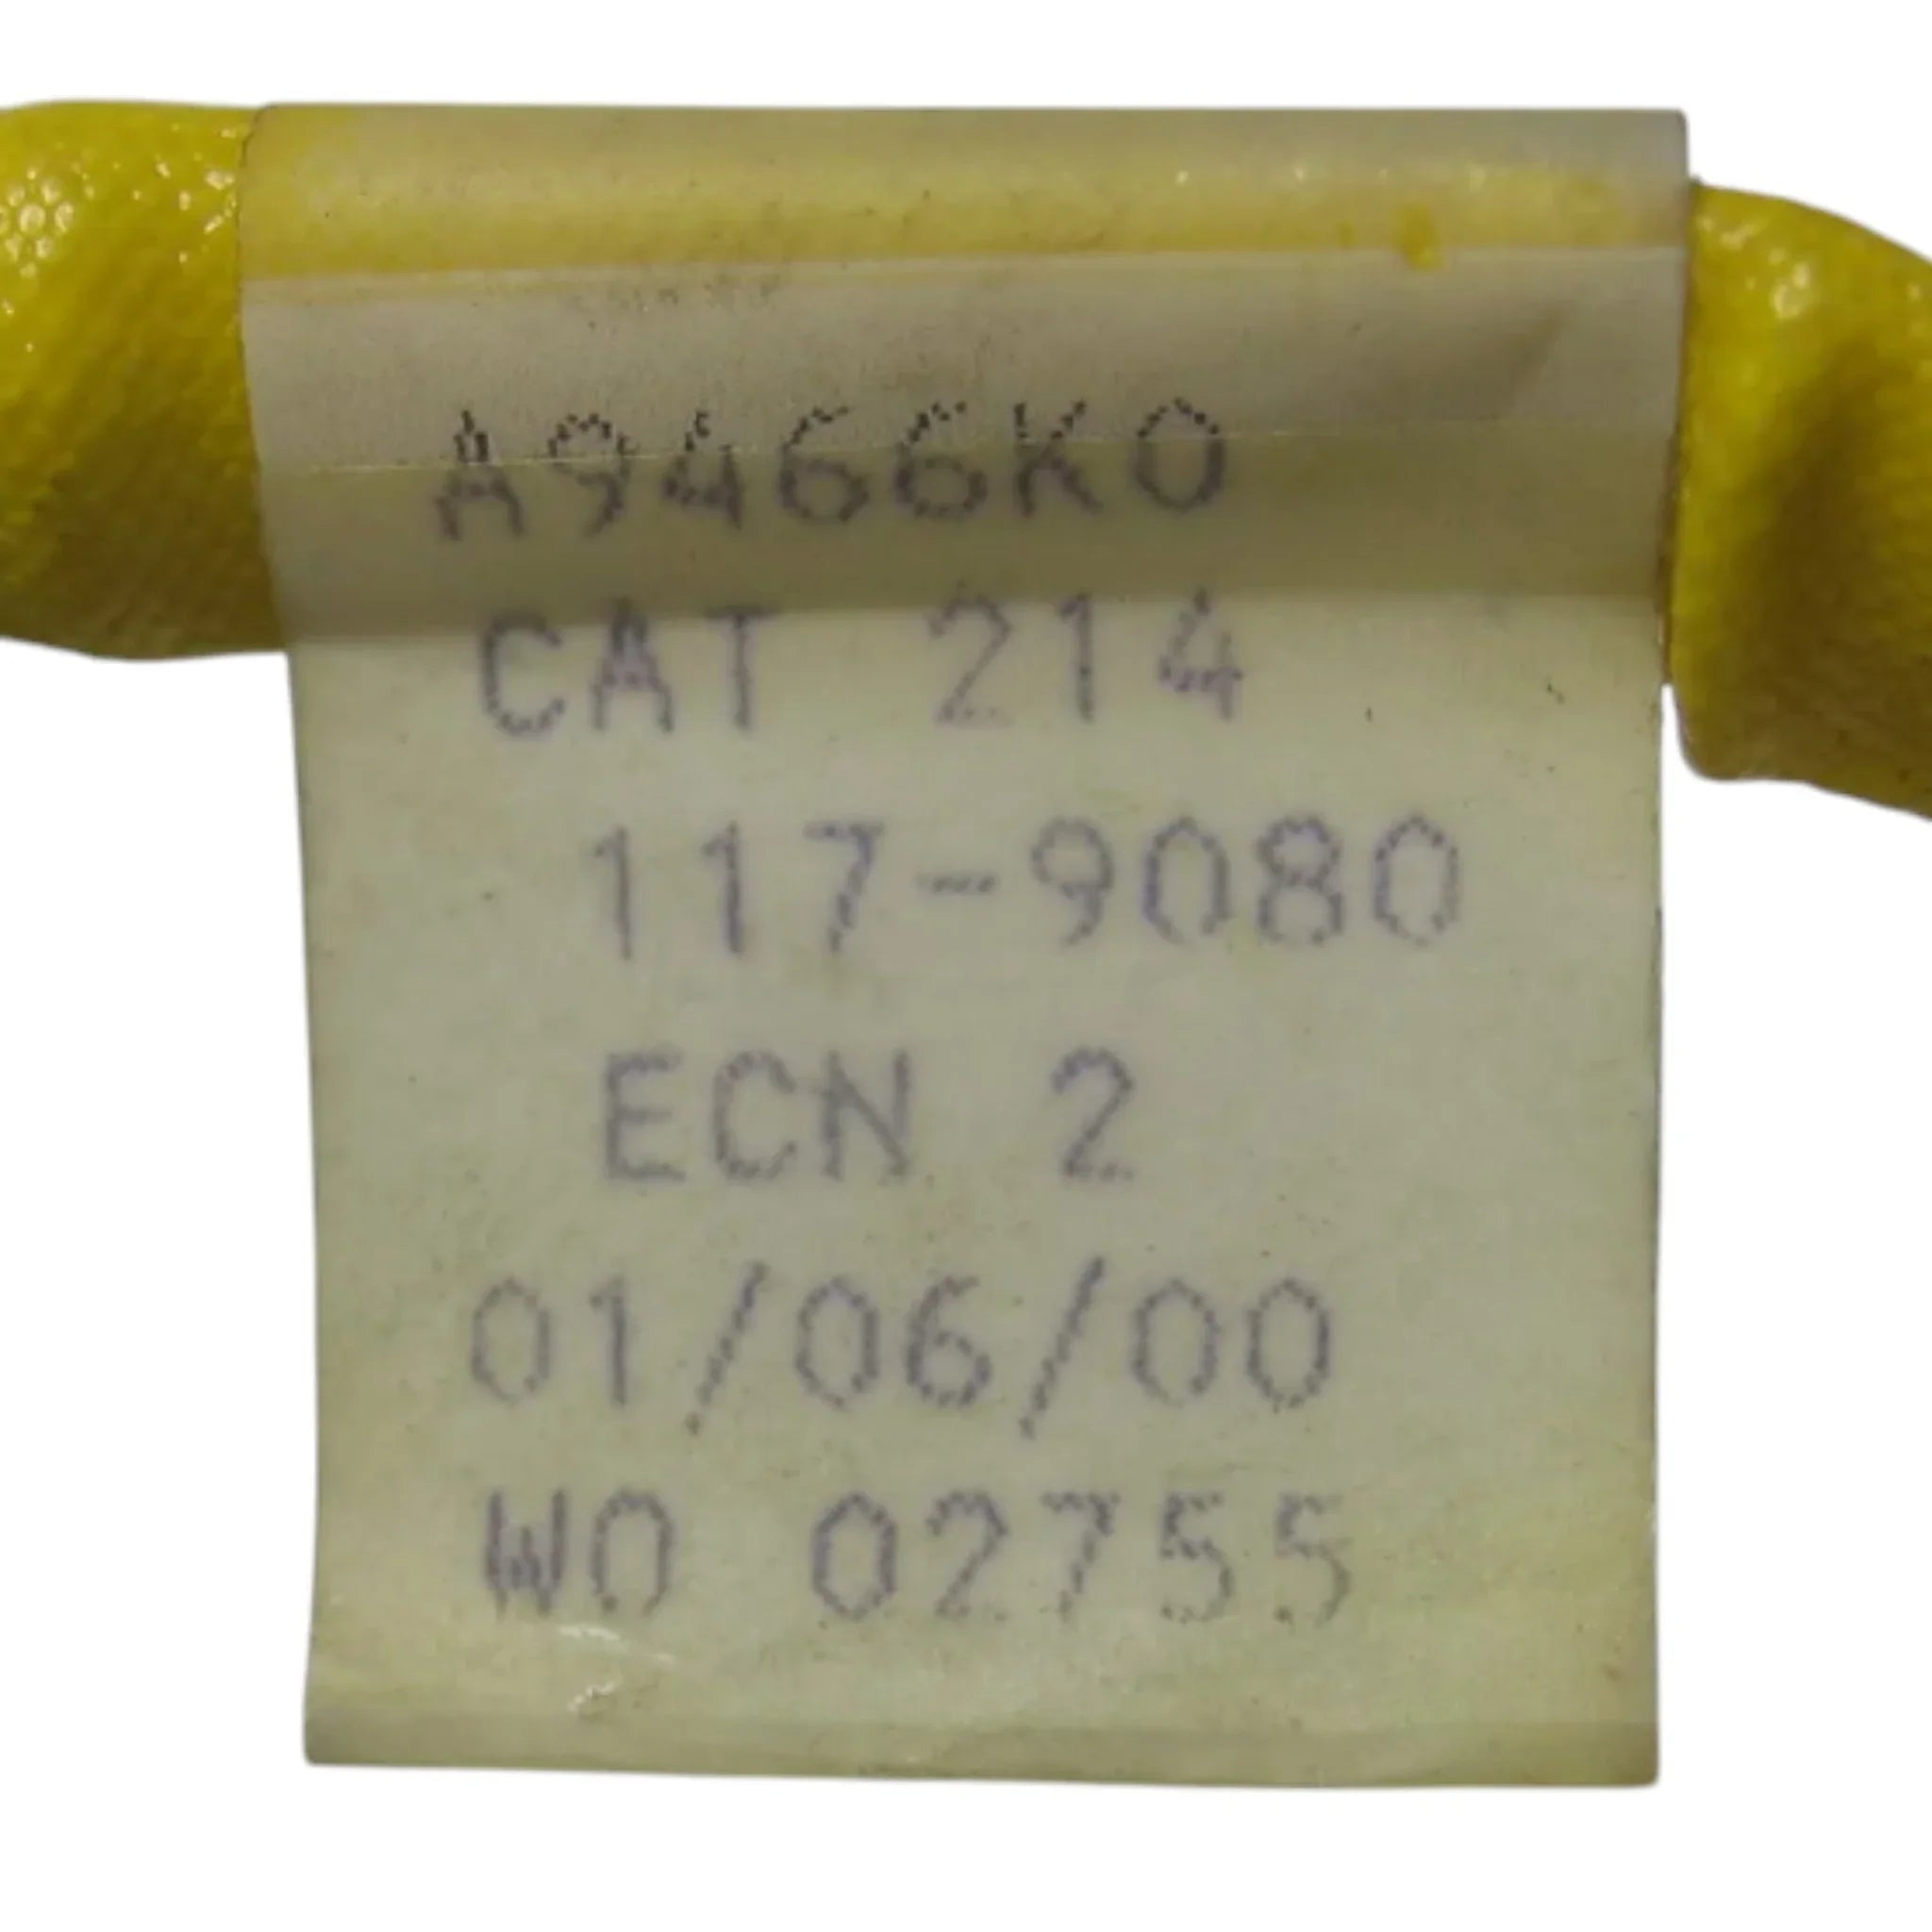 A9466K0
CAT 214
117-9080
ECN 2
01/06/00
WO 02755